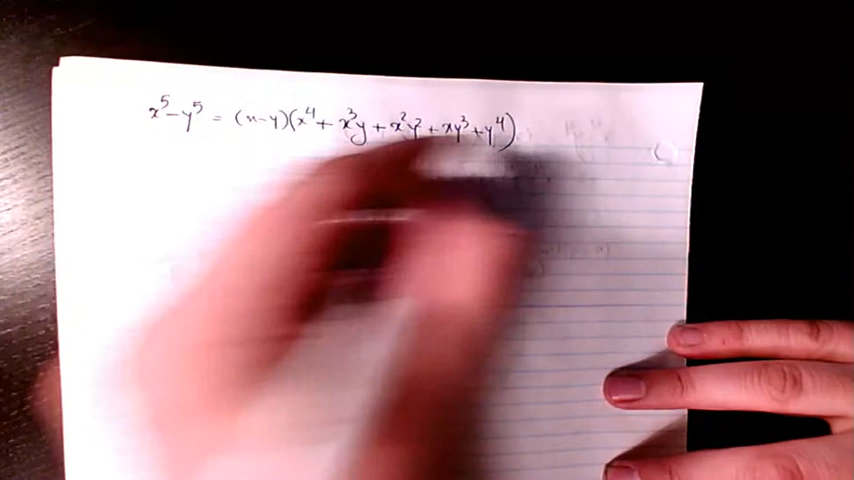 x⁵-y⁵ = (x-y)(x⁴+ x³y + x²y² + xy³ + y⁴)